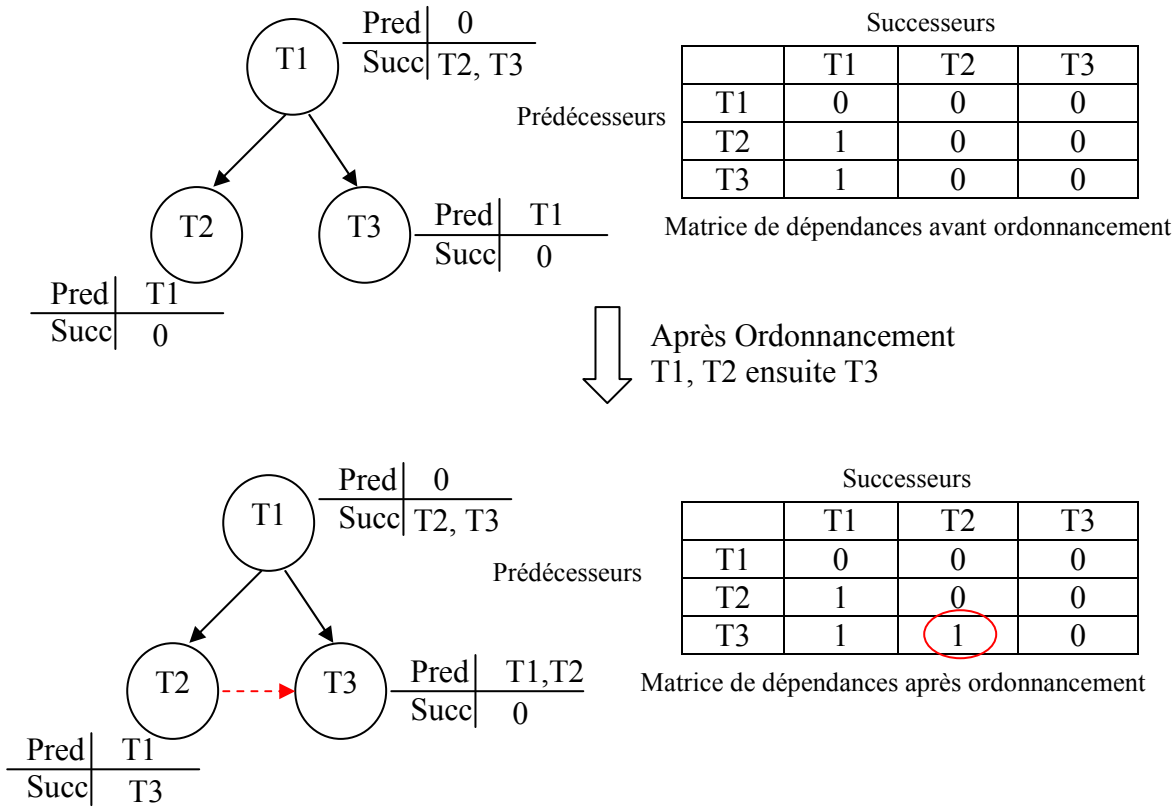 Pred 0
Succ T2, T3
T1
Successeurs
T1 T2 T3
Prédécesseurs
T1 0 0 0
T2 1 0 0
T3 1 0 0
Matrice de dépendances avant ordonnancement
T2
T3
Pred T1
Succ 0
Pred T1
Succ 0
Après Ordonnancement
T1, T2 ensuite T3
Pred 0
Succ T2, T3
T1
Successeurs
T1 T2 T3
Prédécesseurs
T1 0 0 0
T2 1 0 0
T3 1 1 0
Matrice de dépendances après ordonnancement
T2
T3
Pred T1,T2
Succ 0
Pred T1
Succ T3